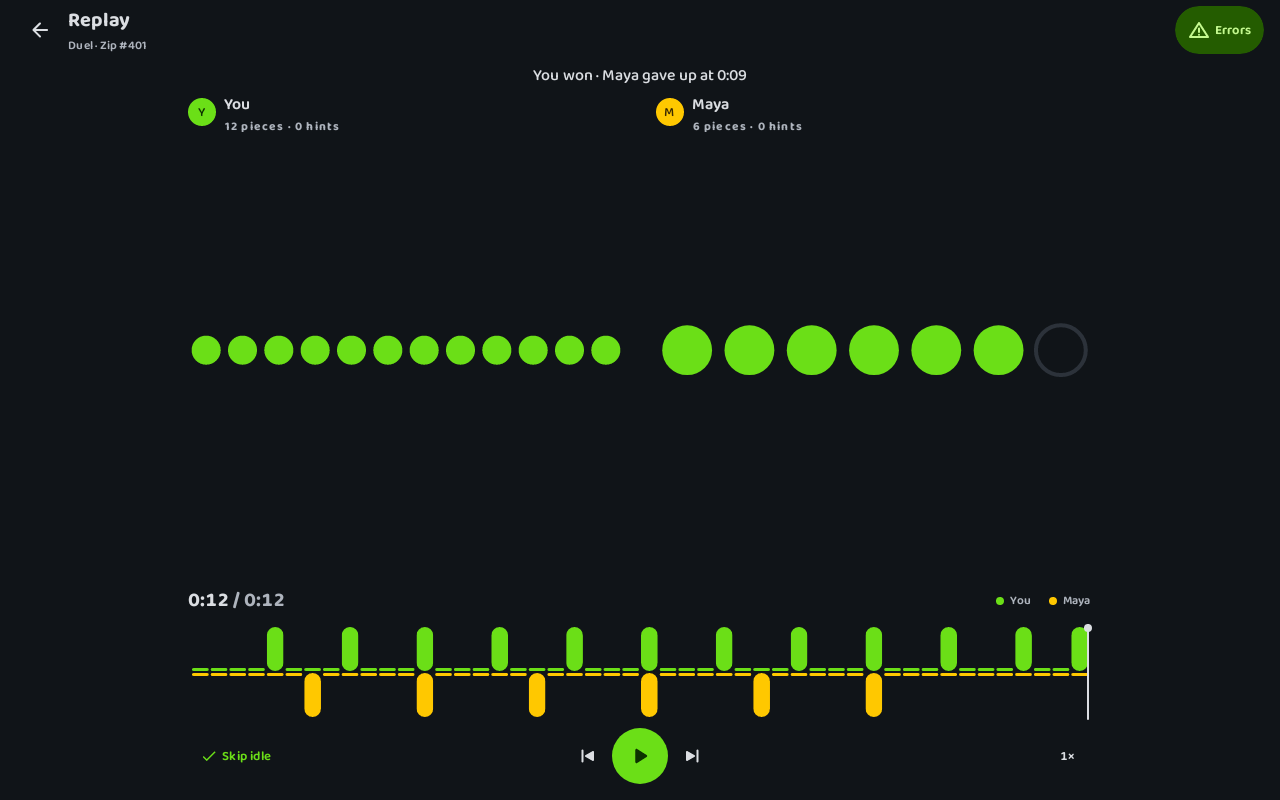 Replay
Duel · Zip #401
Errors
You won · Maya gave up at 0:09
Y
You
12 pieces · 0 hints
M
Maya
6 pieces · 0 hints
0:12 / 0:12
You
Maya
Skip idle
1×